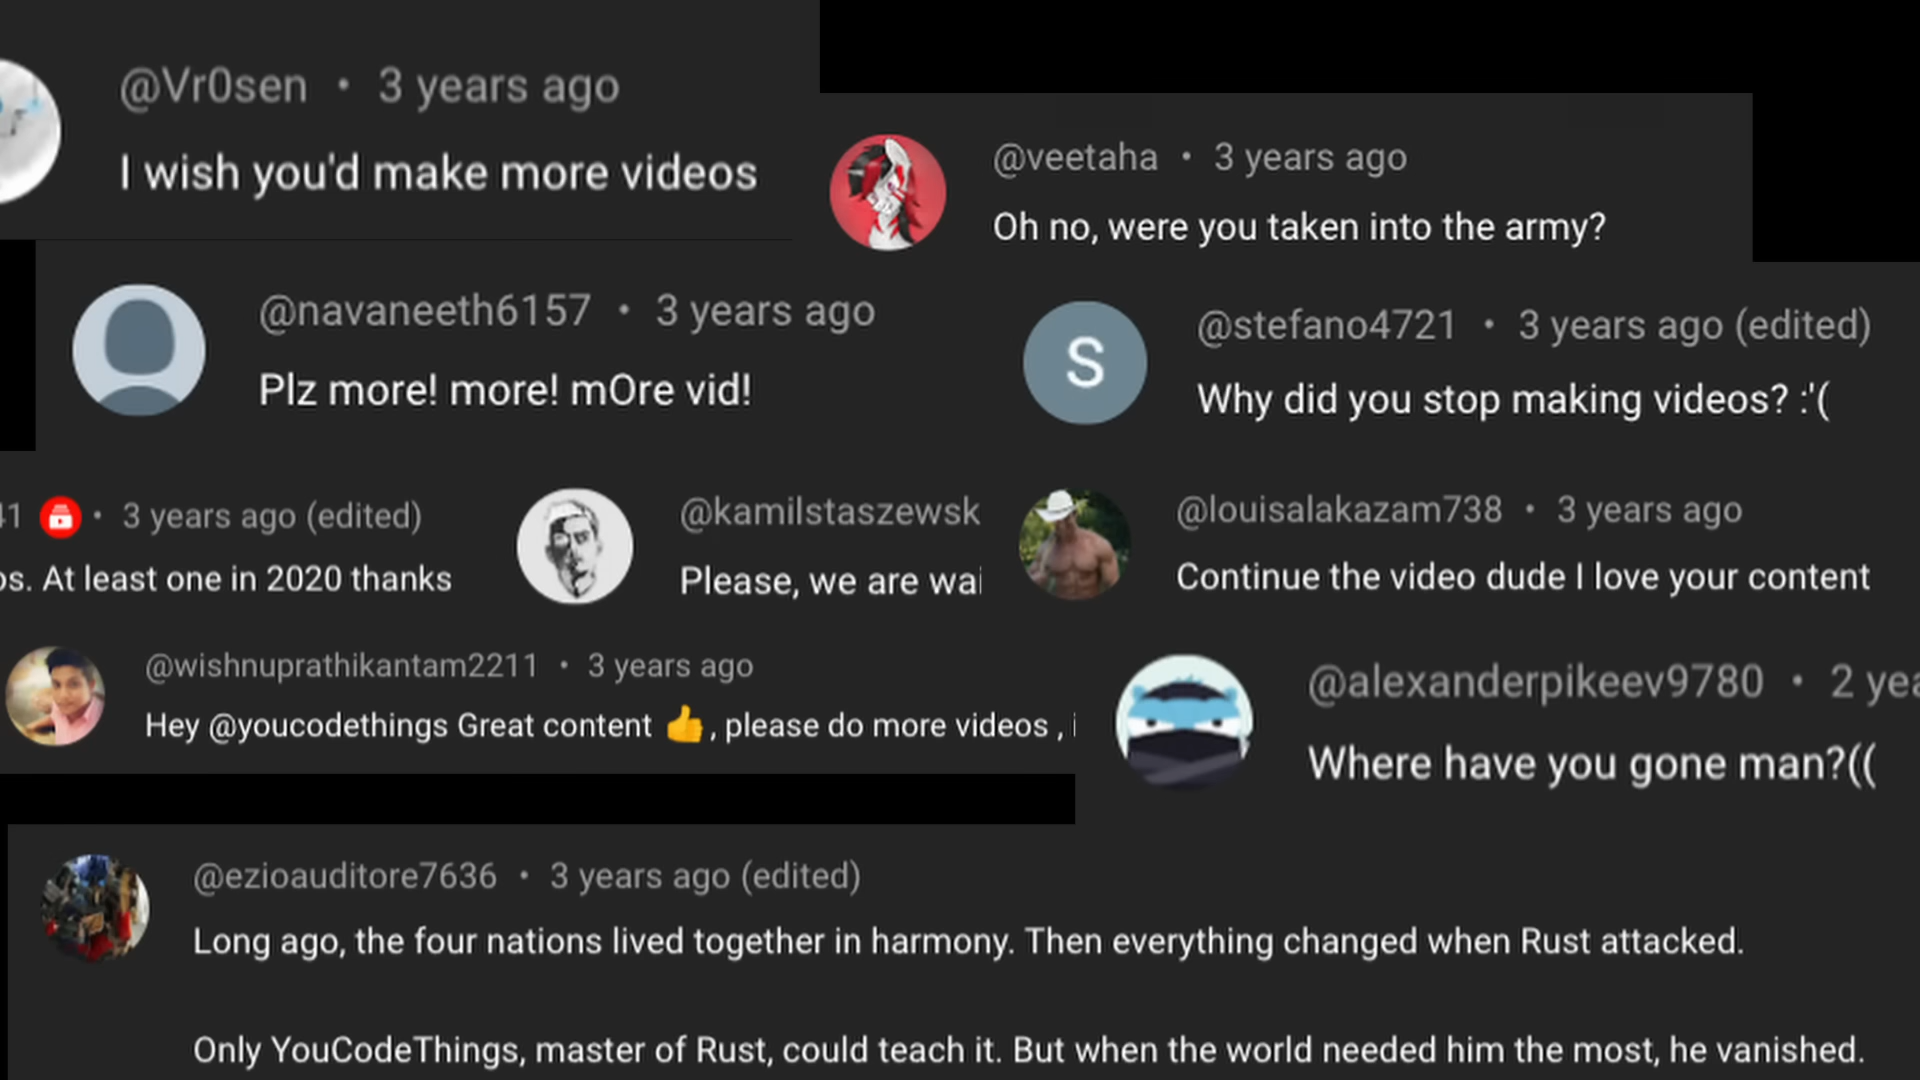 @Vr0sen • 3 years ago
I wish you'd make more videos
@veetaha • 3 years ago
Oh no, were you taken into the army?
@navaneeth6157 • 3 years ago
Plz more! more! mOre vid!
S
@stefano4721 • 3 years ago (edited)
Why did you stop making videos? :'(
41 • 3 years ago (edited)
os. At least one in 2020 thanks
@kamilstaszewsk
Please, we are wai
@louisalakazam738 • 3 years ago
Continue the video dude I love your content
@wishnuprathikantam2211 • 3 years ago
Hey @youcodethings Great content 👍, please do more videos , i
@alexanderpikeev9780 • 2 yea
Where have you gone man?((
@ezioauditore7636 • 3 years ago (edited)
Long ago, the four nations lived together in harmony. Then everything changed when Rust attacked.
Only YouCodeThings, master of Rust, could teach it. But when the world needed him the most, he vanished.